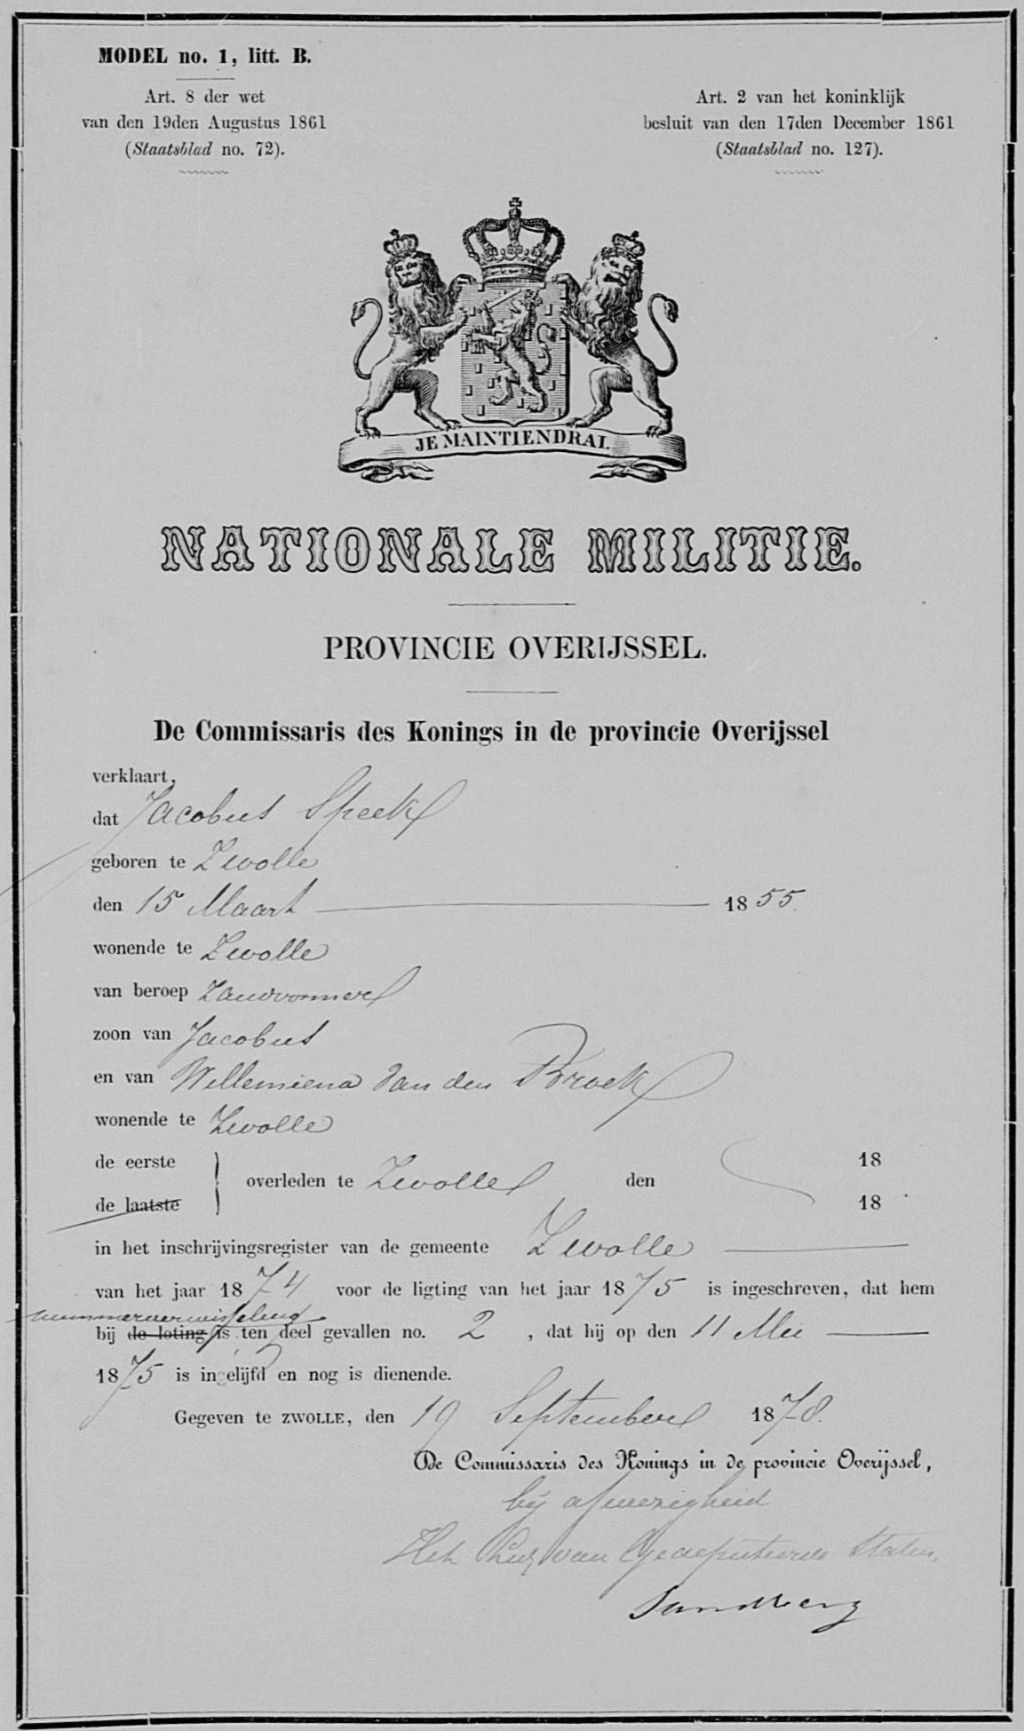 MODEL no. 1, litt. B.
Art. 8 der wet
van den 19den Augustus 1861
(Staatsblad no. 72).
Art. 2 van het koninklijk
besluit van den 17den December 1861
(Staatsblad no. 127).
JE MAINTIENDRAI.
NATIONALE MILITIE.
PROVINCIE OVERIJSSEL.
De Commissaris des Konings in de provincie Overijssel
verklaart,
dat Jacobus Speek
geboren te Zwolle
den 15 Maart 1855.
wonende te Zwolle
van beroep Zandvormer
zoon van Jacobus
en van Willemiena van den Broek
wonende te Zwolle
de eerste
de laatste
overleden te Zwolle den
18
18
in het inschrijvingsregister van de gemeente Zwolle
van het jaar 1874 voor de ligting van het jaar 1875 is ingeschreven, dat hem
nummerverwisseling
bij de loting is ten deel gevallen no. 2, dat hij op den 11 Mei
1875 is ingelijfd en nog is dienende.
Gegeven te ZWOLLE, den 19 September 1878.
De Commissaris des Konings in de provincie Overijssel,
bij afwezigheid
Het Lid van Gedeputeerde Staten,
Sandberg